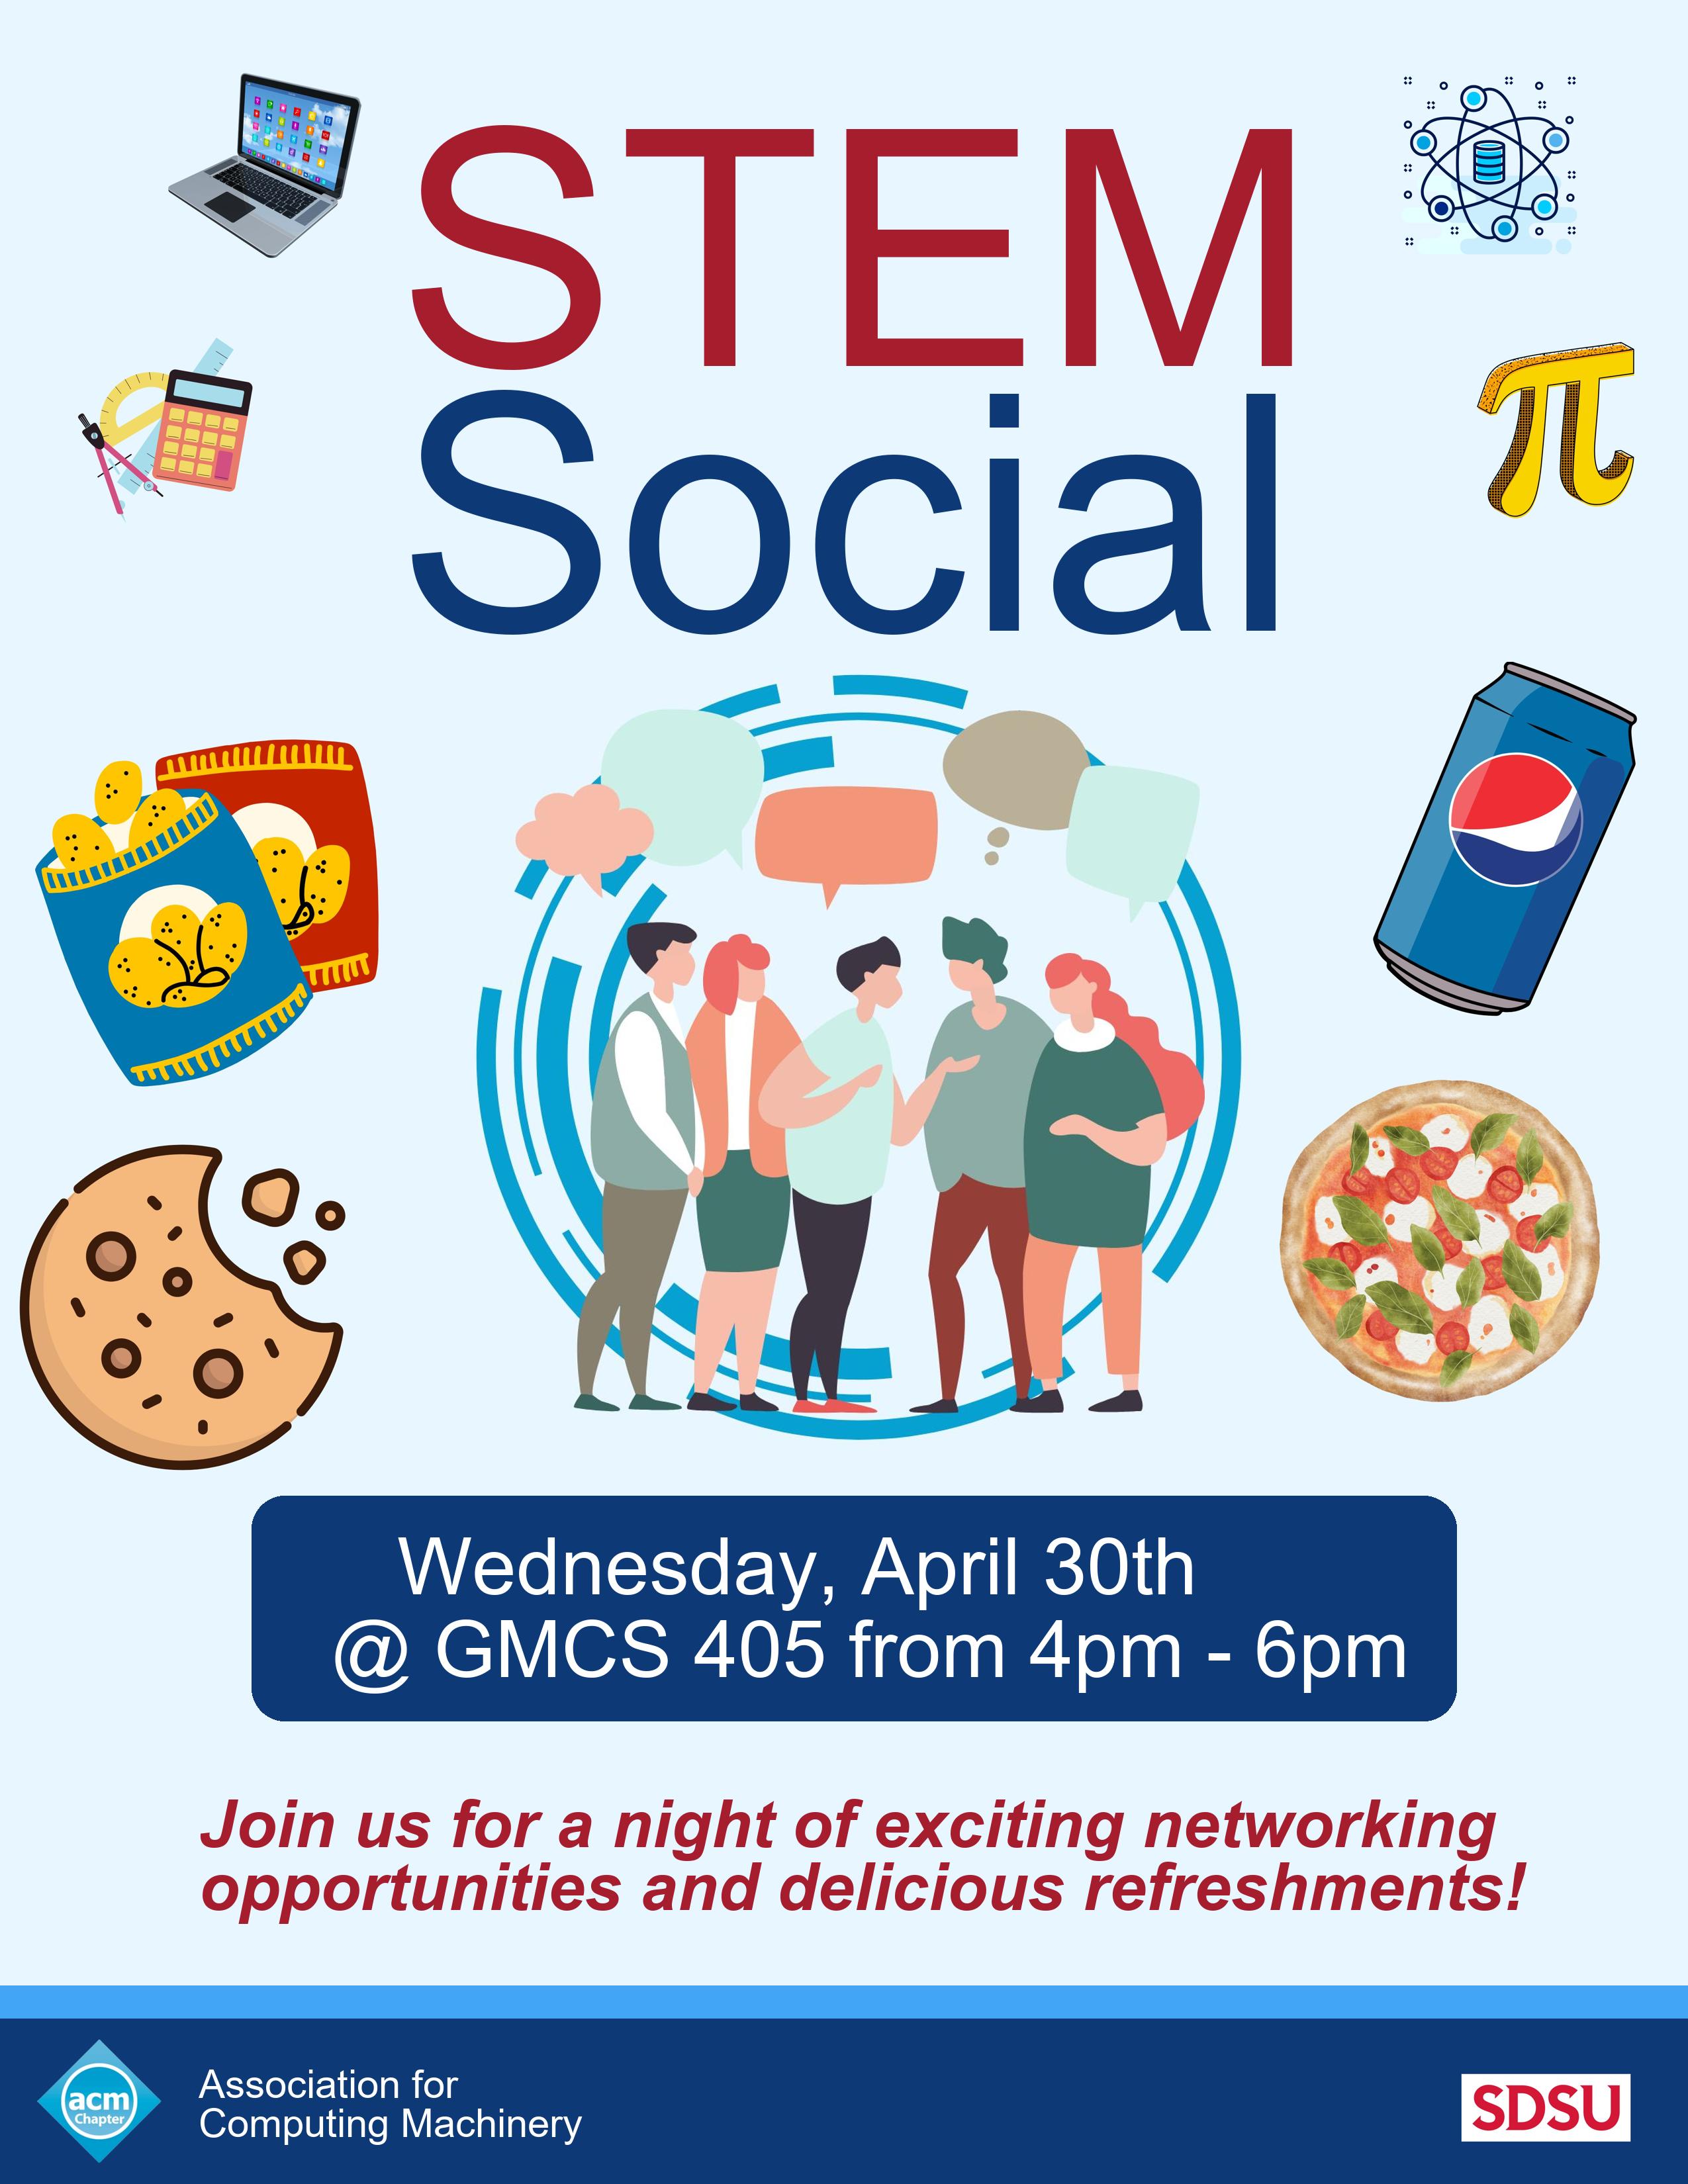 STEM
Social
Wednesday, April 30th
@ GMCS 405 from 4pm - 6pm
Join us for a night of exciting networking
opportunities and delicious refreshments!
acm
Chapter
Association for
Computing Machinery
SDSU